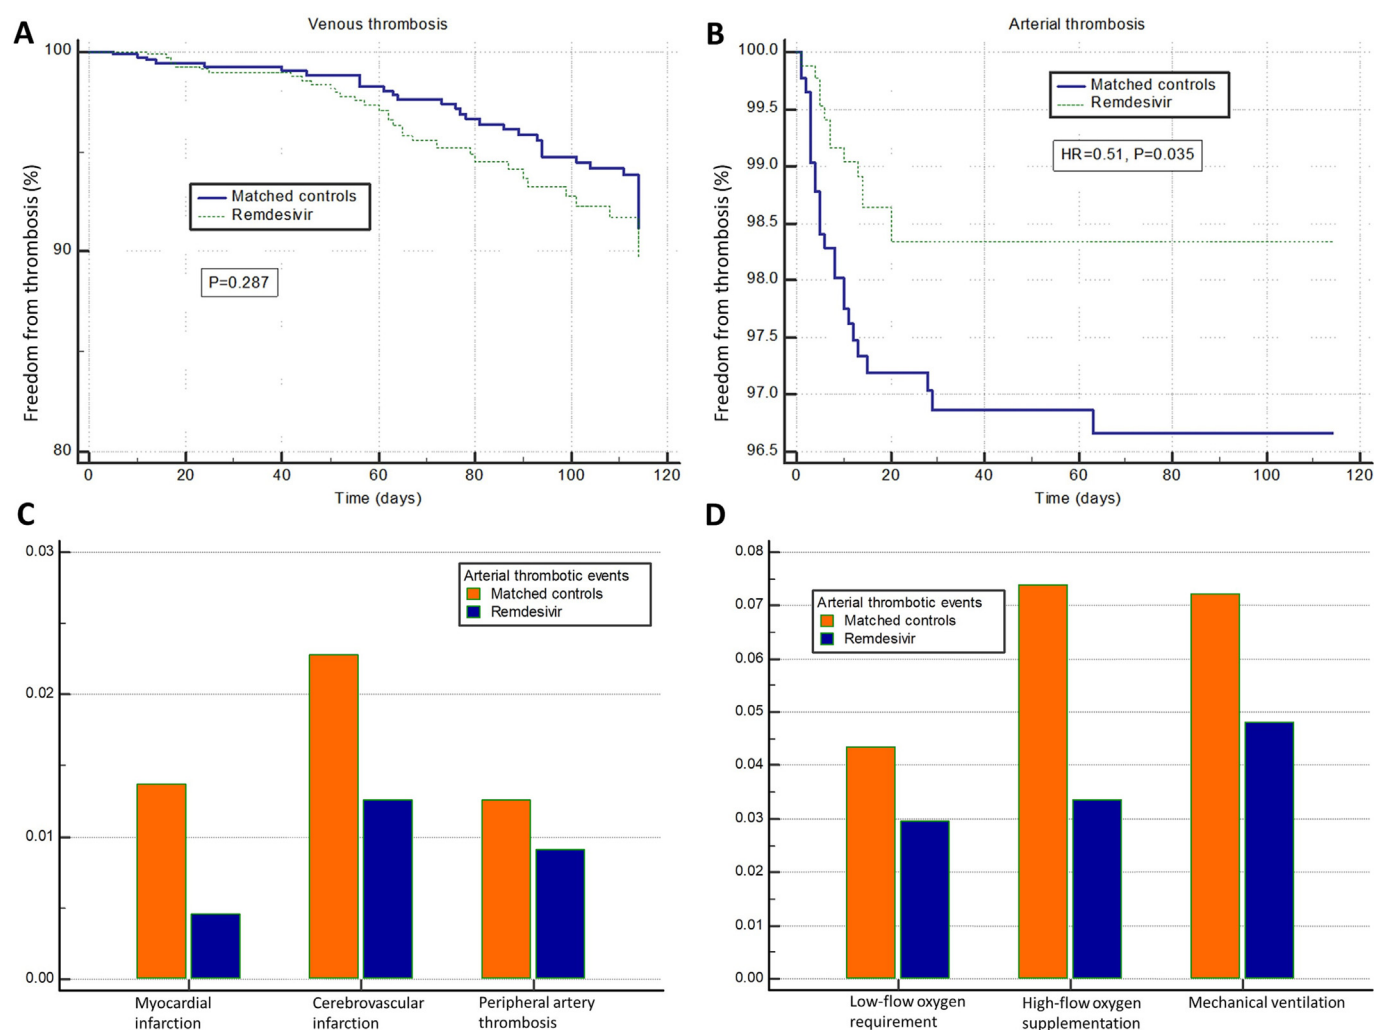 A
Venous thrombosis
100
90
80
Freedom from thrombosis (%)
Matched controls
Remdesivir
P=0.287
0 20 40 60 80 100 120
Time (days)
B
Arterial thrombosis
100.0
99.5
99.0
98.5
98.0
97.5
97.0
96.5
Freedom from thrombosis (%)
Matched controls
Remdesivir
HR=0.51, P=0.035
0 20 40 60 80 100 120
Time (days)
C
0.03
0.02
0.01
0.00
Arterial thrombotic events
Matched controls
Remdesivir
Myocardial
infarction
Cerebrovascular
infarction
Peripheral artery
thrombosis
D
0.08
0.07
0.06
0.05
0.04
0.03
0.02
0.01
0.00
Arterial thrombotic events
Matched controls
Remdesivir
Low-flow oxygen
requirement
High-flow oxygen
supplementation
Mechanical ventilation